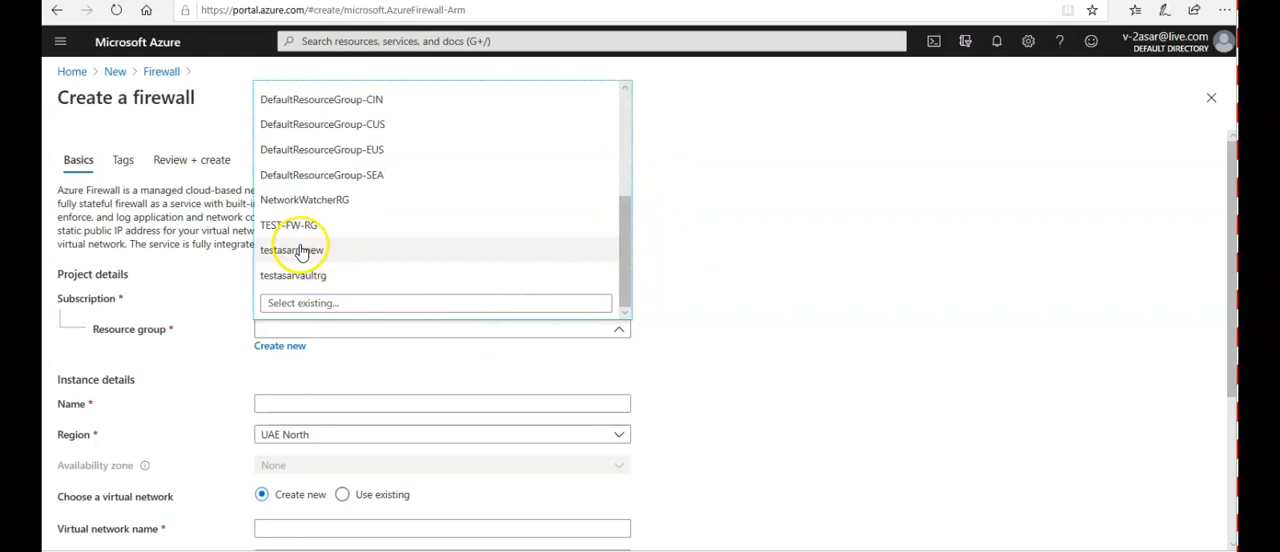 https://portal.azure.com/#create/microsoft.AzureFirewall-Arm
Microsoft Azure
Search resources, services, and docs (G+/)
v-2asar@live.com
DEFAULT DIRECTORY
Home > New > Firewall >
Create a firewall
Basics
Tags
Review + create
Azure Firewall is a managed cloud-based ne
fully stateful firewall as a service with built-in
enforce, and log application and network co
static public IP address for your virtual netw
virtual network. The service is fully integrate
DefaultResourceGroup-CIN
DefaultResourceGroup-CUS
DefaultResourceGroup-EUS
DefaultResourceGroup-SEA
NetworkWatcherRG
TEST-FW-RG
testasarvaultrg
Select existing...
Project details
Subscription *
Resource group *
Create new
Instance details
Name *
Region *
UAE North
Availability zone
None
Choose a virtual network
Create new
Use existing
Virtual network name *